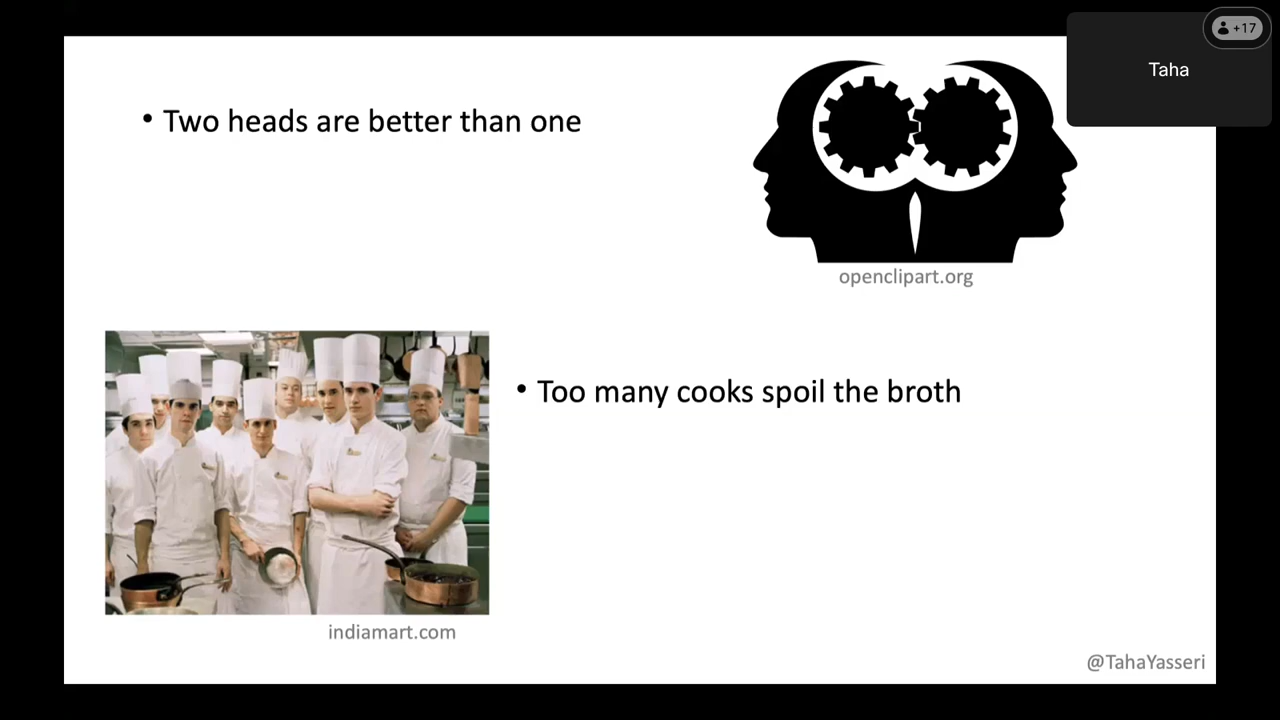 +17
Taha
• Two heads are better than one
openclipart.org
• Too many cooks spoil the broth
indiamart.com
@TahaYasseri